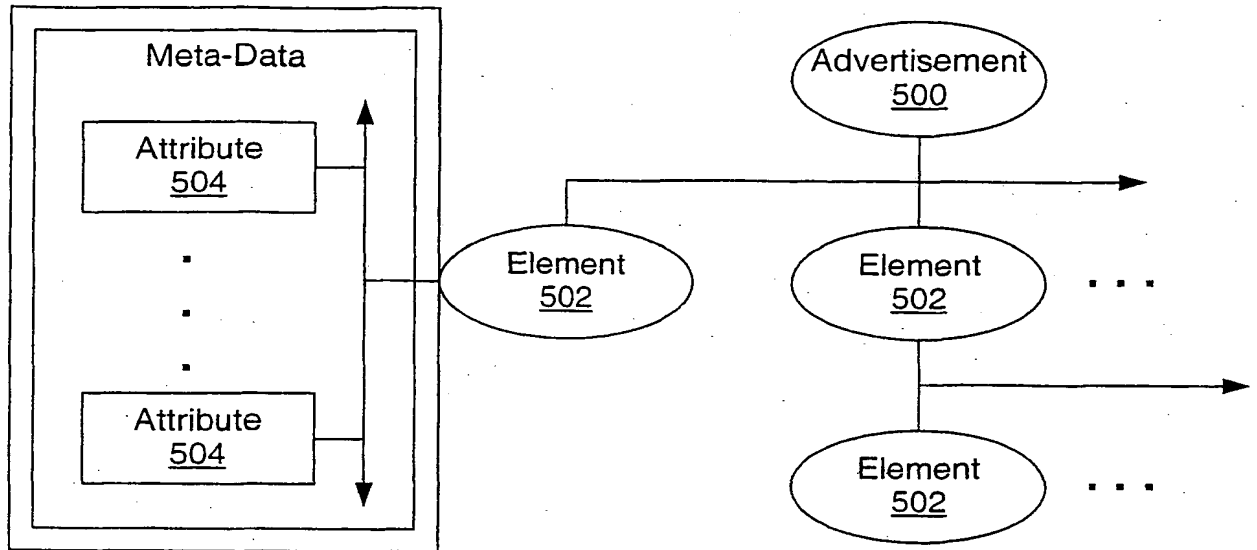 Meta-Data
Attribute
504
Attribute
504
Element
502
Advertisement
500
Element
502
Element
502